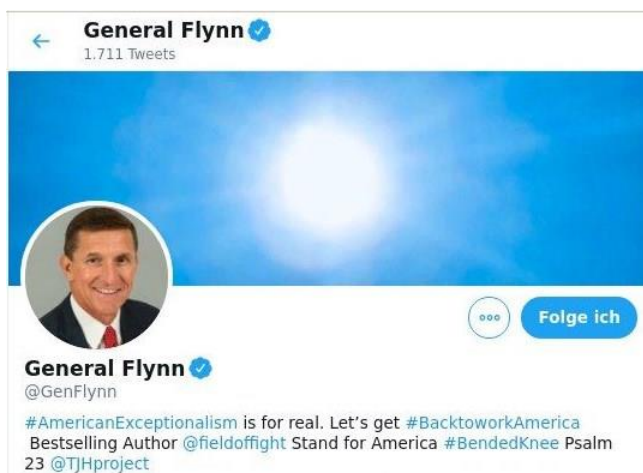 General Flynn
1.711 Tweets
Folge ich
General Flynn
@GenFlynn
#AmericanExceptionalism is for real. Let's get #BacktoworkAmerica
Bestselling Author @fieldoffight Stand for America #BendedKnee Psalm
23 @TJHproject